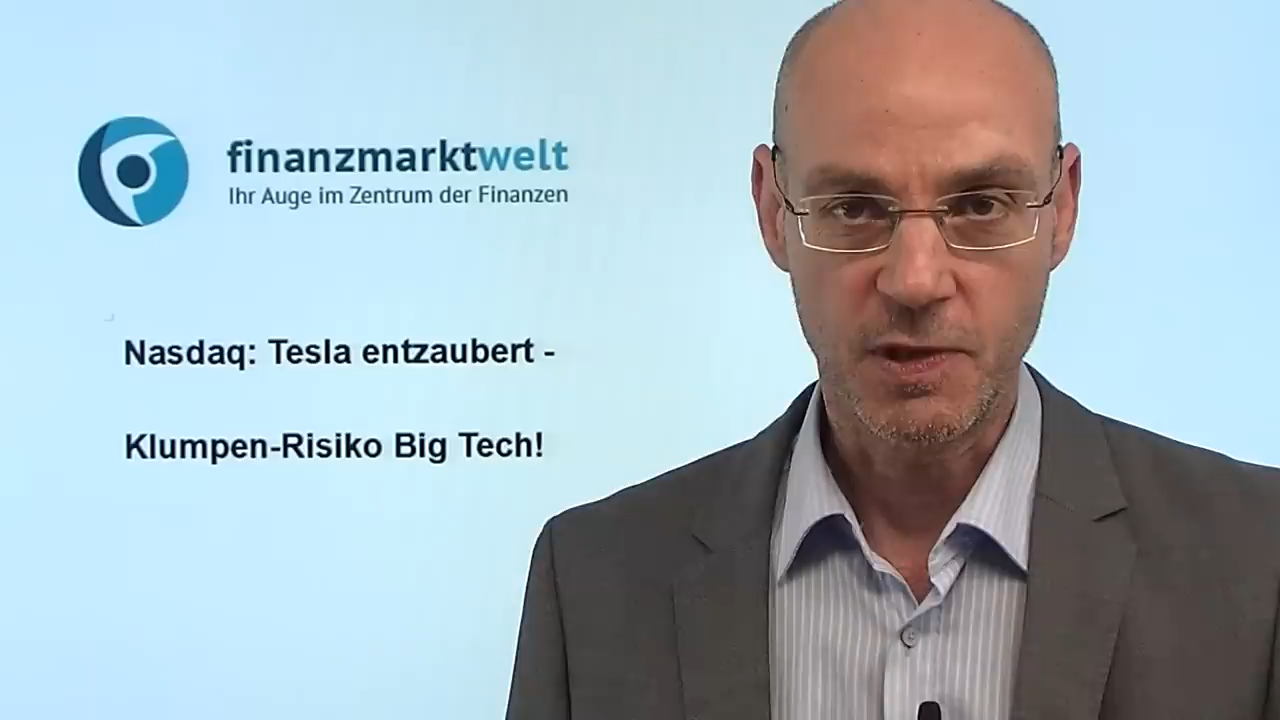 finanzmarktwelt
Ihr Auge im Zentrum der Finanzen
Nasdaq: Tesla entzaubert -
Klumpen-Risiko Big Tech!